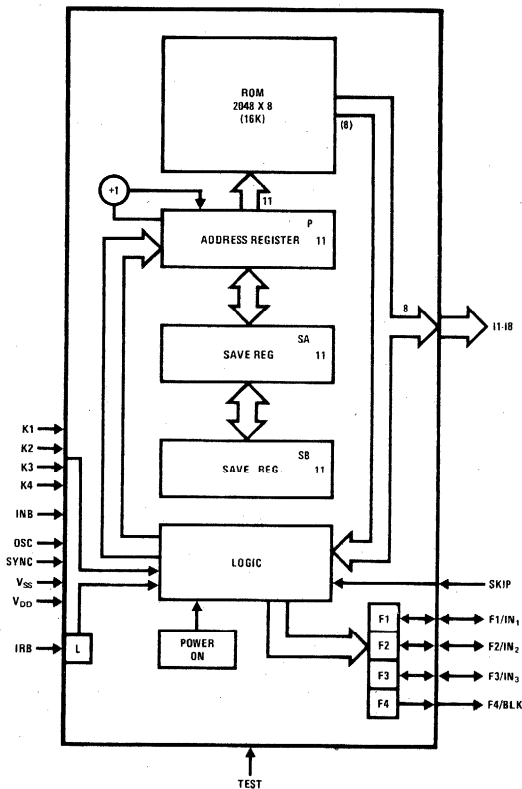 ROM
2048 X 8
(16K)
(8)
+1
11
P
ADDRESS REGISTER
11
8
I1-I8
SA
SAVE REG
11
K1
K2
K3
K4
SB
SAVE REG.
11
INB
OSC
SYNC
VSS
VDD
LOGIC
SKIP
IRB
L
POWER
ON
F1
F1/IN1
F2
F2/IN2
F3
F3/IN3
F4
F4/BLK
TEST